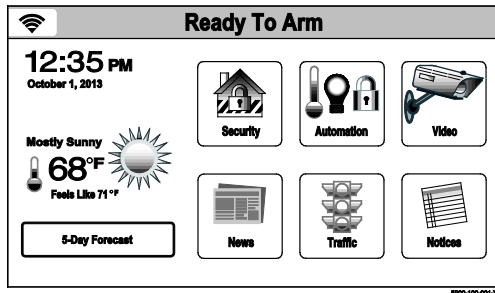 Ready To Arm
12:35 PM
October 1, 2013
Mostly Sunny
68°F
Feels Like 71°F
5-Day Forecast
Security
Automation
Video
News
Traffic
Notices